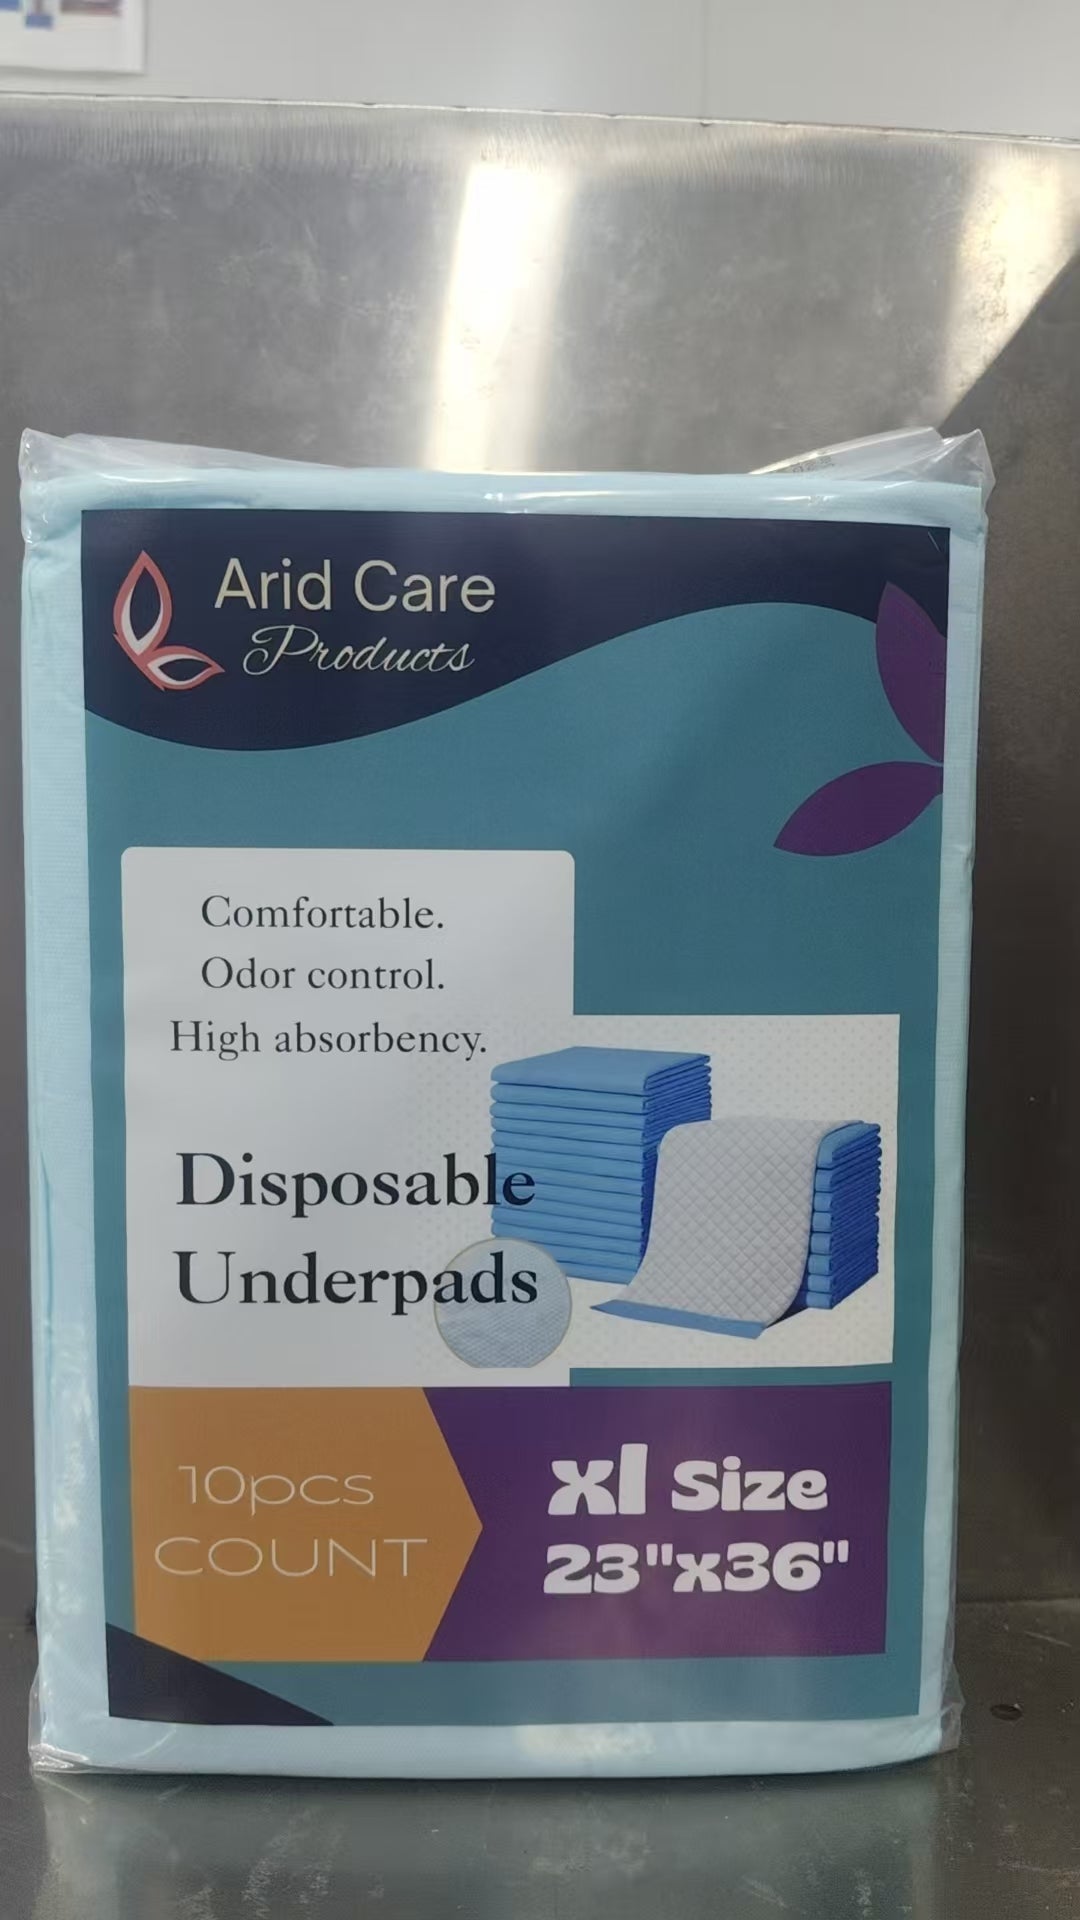 Arid Care
Products
Comfortable.
Odor control.
High absorbency.
Disposable
Underpads
10pcs
COUNT
Xl Size
23"x36"